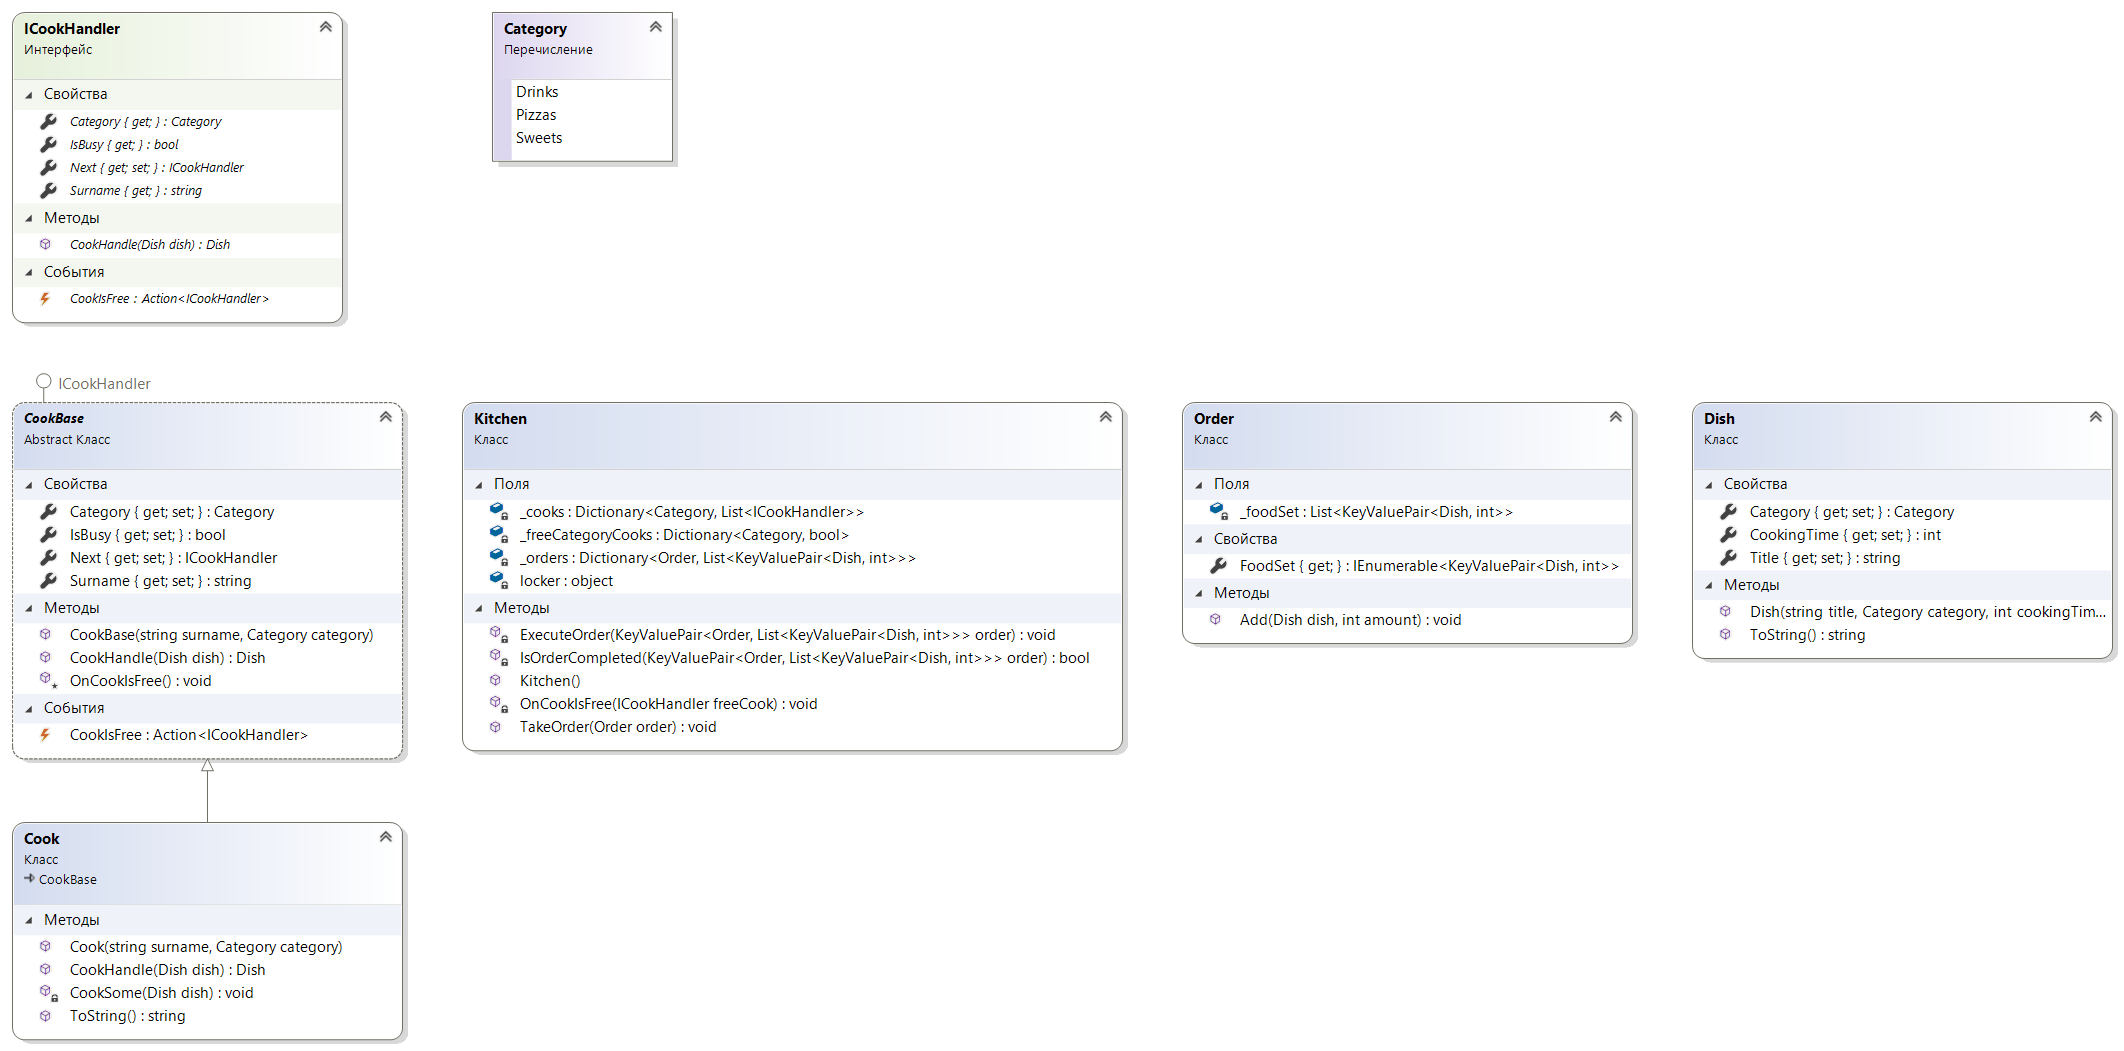 ICookHandler
Интерфейс
Свойства
Category { get; } : Category
IsBusy { get; } : bool
Next { get; set; } : ICookHandler
Surname { get; } : string
Методы
CookHandle(Dish dish) : Dish
События
CookIsFree : Action<ICookHandler>
Category
Перечисление
Drinks
Pizzas
Sweets
ICookHandler
CookBase
Abstract Класс
Свойства
Category { get; set; } : Category
IsBusy { get; set; } : bool
Next { get; set; } : ICookHandler
Surname { get; set; } : string
Методы
CookBase(string surname, Category category)
CookHandle(Dish dish) : Dish
OnCookIsFree() : void
События
CookIsFree : Action<ICookHandler>
Kitchen
Класс
Поля
_cooks : Dictionary<Category, List<ICookHandler>>
_freeCategoryCooks : Dictionary<Category, bool>
_orders : Dictionary<Order, List<KeyValuePair<Dish, int>>>
locker : object
Методы
ExecuteOrder(KeyValuePair<Order, List<KeyValuePair<Dish, int>>> order) : void
IsOrderCompleted(KeyValuePair<Order, List<KeyValuePair<Dish, int>>> order) : bool
Kitchen()
OnCookIsFree(ICookHandler freeCook) : void
TakeOrder(Order order) : void
Order
Класс
Поля
_foodSet : List<KeyValuePair<Dish, int>>
Свойства
FoodSet { get; } : IEnumerable<KeyValuePair<Dish, int>>
Методы
Add(Dish dish, int amount) : void
Dish
Класс
Свойства
Category { get; set; } : Category
CookingTime { get; set; } : int
Title { get; set; } : string
Методы
Dish(string title, Category category, int cookingTim...
ToString() : string
Cook
Класс
CookBase
Методы
Cook(string surname, Category category)
CookHandle(Dish dish) : Dish
CookSome(Dish dish) : void
ToString() : string